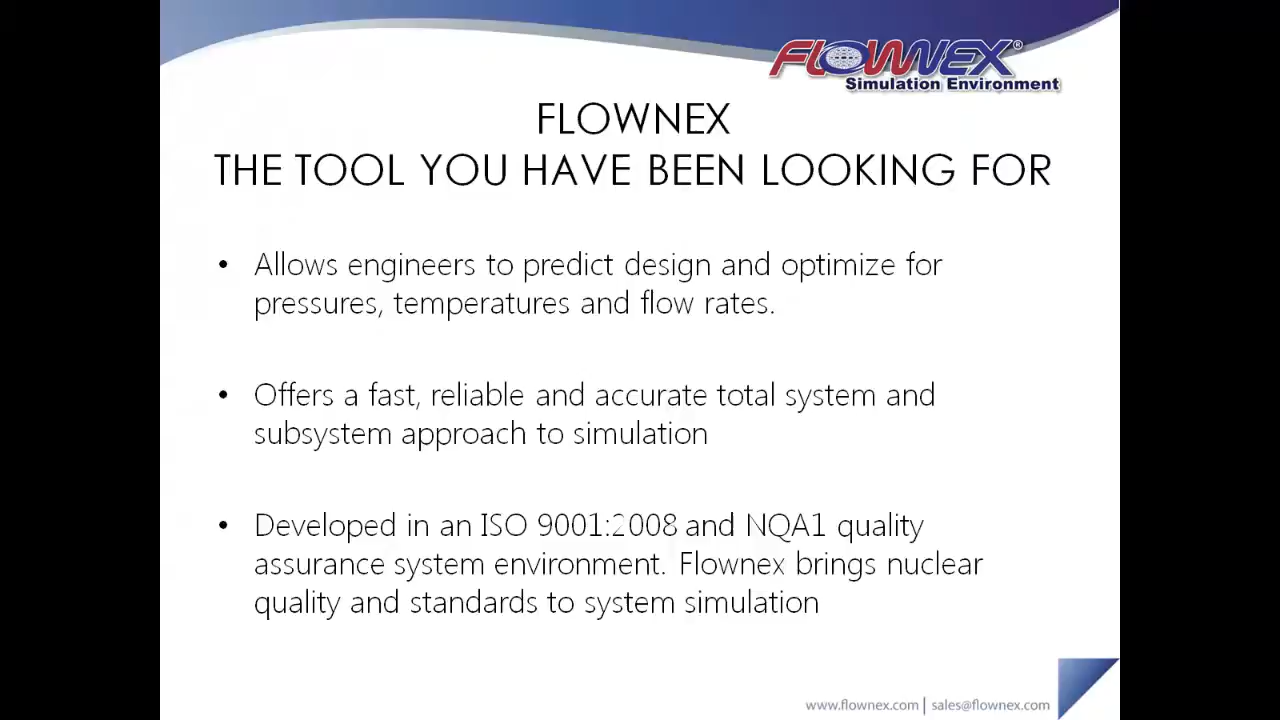 FLOWNEX®
Simulation Environment
FLOWNEX
THE TOOL YOU HAVE BEEN LOOKING FOR
• Allows engineers to predict design and optimize for
pressures, temperatures and flow rates.
• Offers a fast, reliable and accurate total system and
subsystem approach to simulation
• Developed in an ISO 9001:2008 and NQA1 quality
assurance system environment. Flownex brings nuclear
quality and standards to system simulation
www.flownex.com | sales@flownex.com